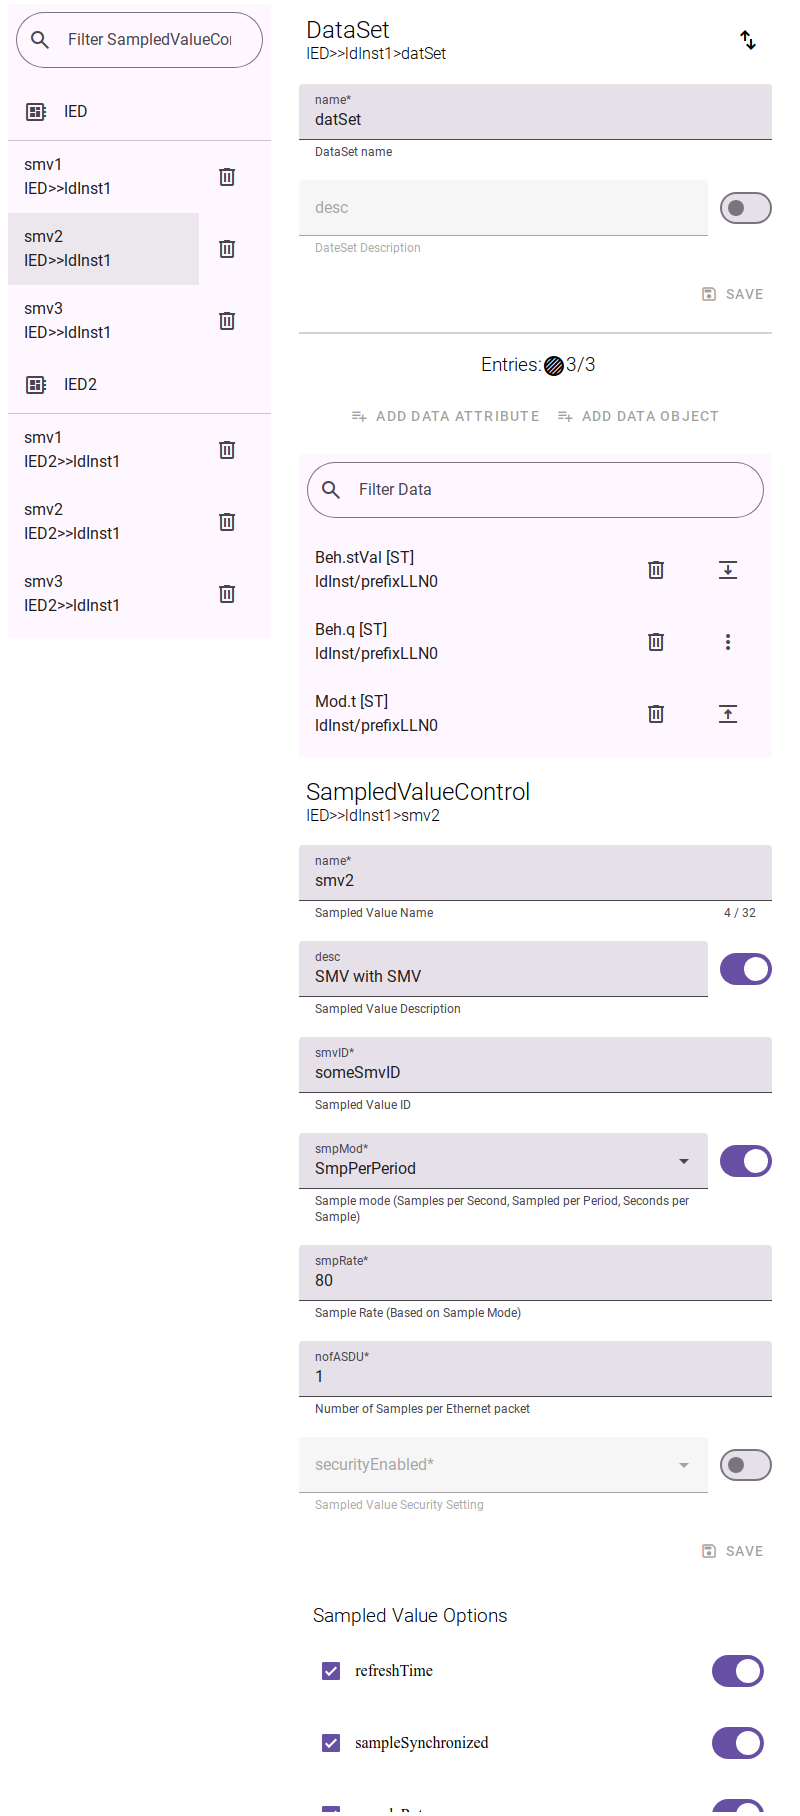 Filter SampledValueCo
IED
smv1
IED>>ldInst1
smv2
IED>>ldInst1
smv3
IED>>ldInst1
IED2
smv1
IED2>>ldInst1
smv2
IED2>>ldInst1
smv3
IED2>>ldInst1
DataSet
IED>>ldInst1>datSet
name*
datSet
DataSet name
desc
DateSet Description
SAVE
Entries: 3/3
ADD DATA ATTRIBUTE ADD DATA OBJECT
Filter Data
Beh.stVal [ST]
ldInst/prefixLLN0
Beh.q [ST]
ldInst/prefixLLN0
Mod.t [ST]
ldInst/prefixLLN0
SampledValueControl
IED>>ldInst1>smv2
name*
smv2
Sampled Value Name 4 / 32
desc
SMV with SMV
Sampled Value Description
smvID*
someSmvID
Sampled Value ID
smpMod*
SmpPerPeriod
Sample mode (Samples per Second, Sampled per Period, Seconds per
Sample)
smpRate*
80
Sample Rate (Based on Sample Mode)
nofASDU*
1
Number of Samples per Ethernet packet
securityEnabled*
Sampled Value Security Setting
SAVE
Sampled Value Options
refreshTime
sampleSynchronized